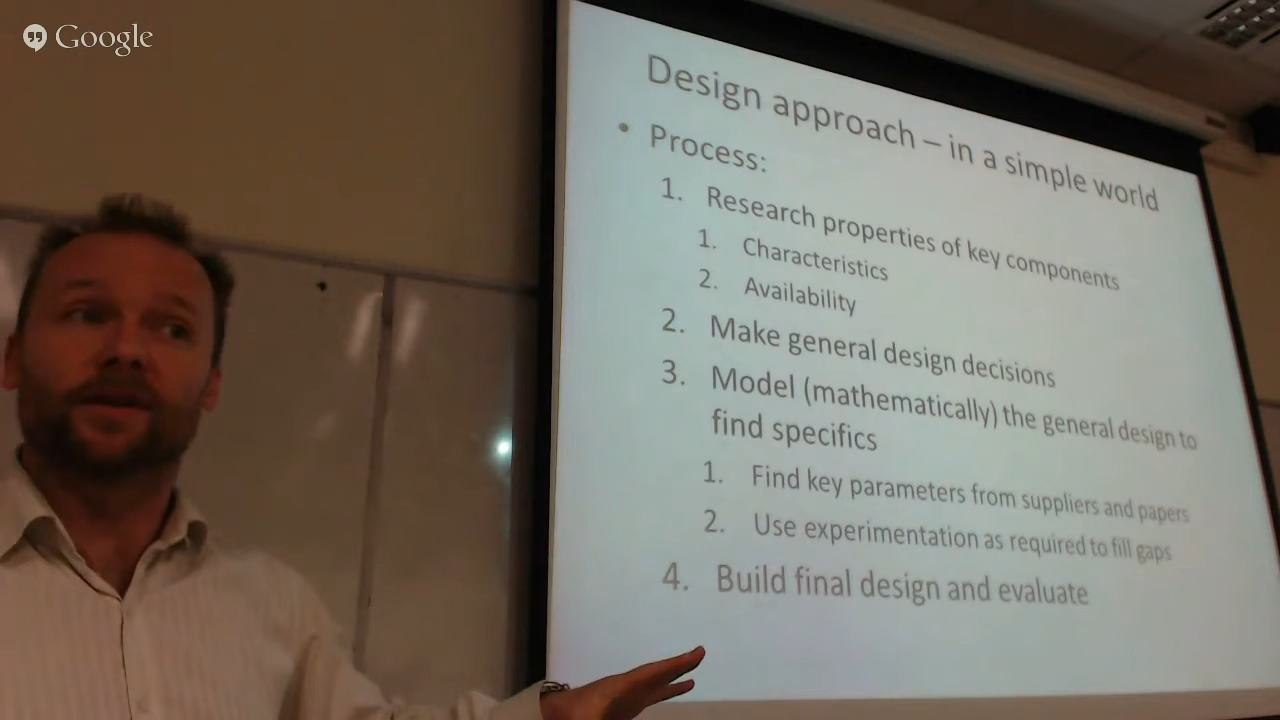 Google
Design approach – in a simple world
• Process:
1. Research properties of key components
1. Characteristics
2. Availability
2. Make general design decisions
3. Model (mathematically) the general design to
find specifics
1. Find key parameters from suppliers and papers
2. Use experimentation as required to fill gaps
4. Build final design and evaluate